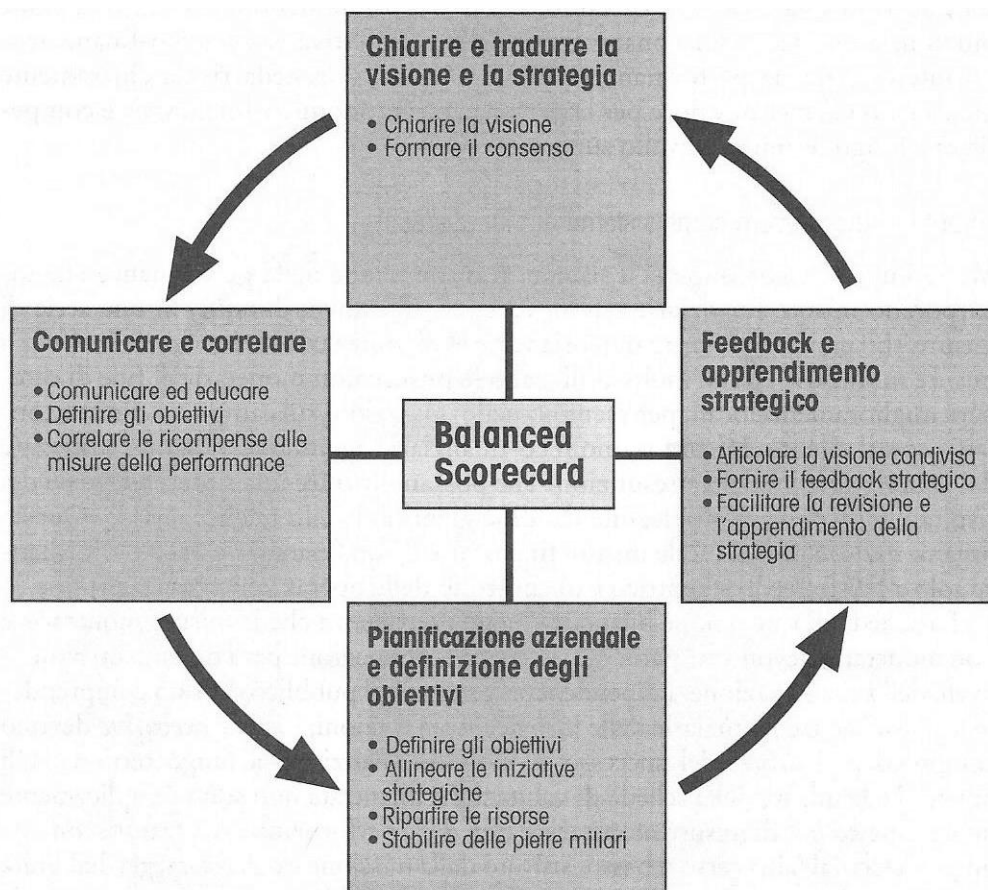 Chiarire e tradurre la
visione e la strategia
• Chiarire la visione
• Formare il consenso
Comunicare e correlare
• Comunicare ed educare
• Definire gli obiettivi
• Correlare le ricompense alle
misure della performance
Balanced
Scorecard
Feedback e
apprendimento
strategico
• Articolare la visione condivisa
• Fornire il feedback strategico
• Facilitare la revisione e
l'apprendimento della
strategia
Pianificazione aziendale
e definizione degli
obiettivi
• Definire gli obiettivi
• Allineare le iniziative
strategiche
• Ripartire le risorse
• Stabilire delle pietre miliari